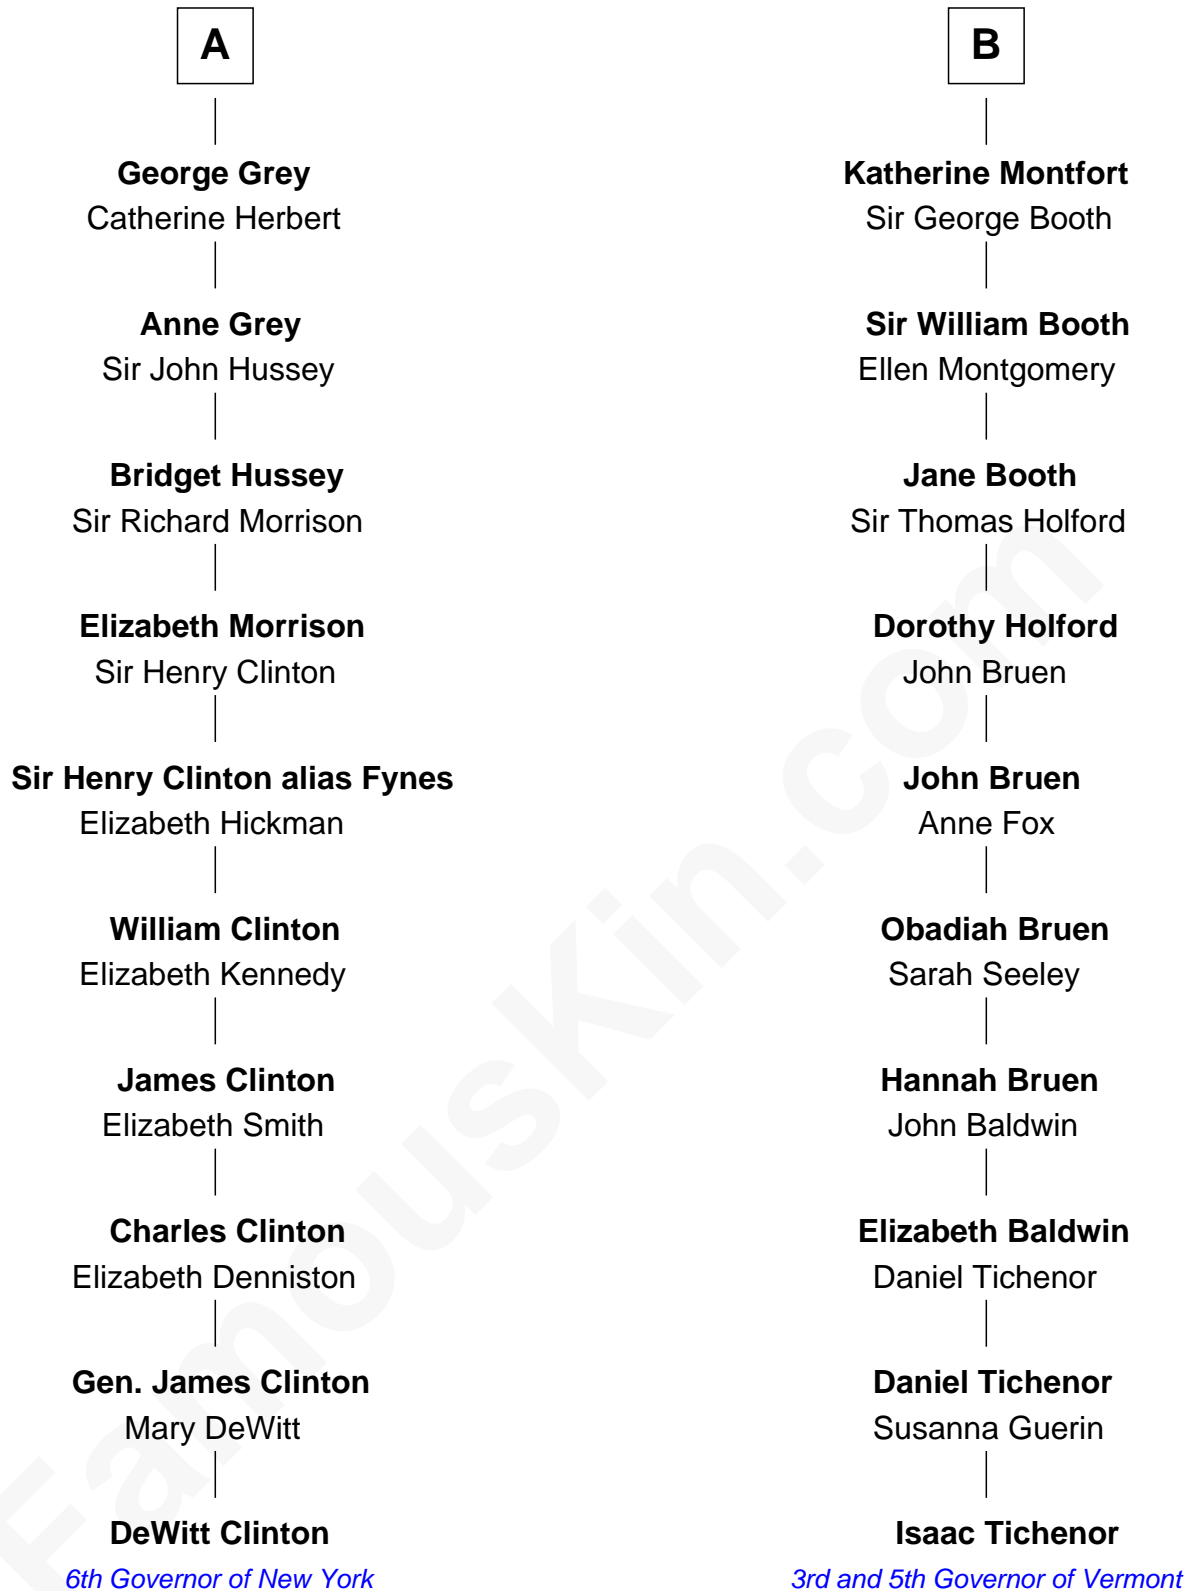 A
George Grey
Catherine Herbert
Anne Grey
Sir John Hussey
Bridget Hussey
Sir Richard Morrison
Elizabeth Morrison
Sir Henry Clinton
Sir Henry Clinton alias Fynes
Elizabeth Hickman
William Clinton
Elizabeth Kennedy
James Clinton
Elizabeth Smith
Charles Clinton
Elizabeth Denniston
Gen. James Clinton
Mary DeWitt
DeWitt Clinton
6th Governor of New York
B
Katherine Montfort
Sir George Booth
Sir William Booth
Ellen Montgomery
Jane Booth
Sir Thomas Holford
Dorothy Holford
John Bruen
John Bruen
Anne Fox
Obadiah Bruen
Sarah Seeley
Hannah Bruen
John Baldwin
Elizabeth Baldwin
Daniel Tichenor
Daniel Tichenor
Susanna Guerin
Isaac Tichenor
3rd and 5th Governor of Vermont
FamousKin.com